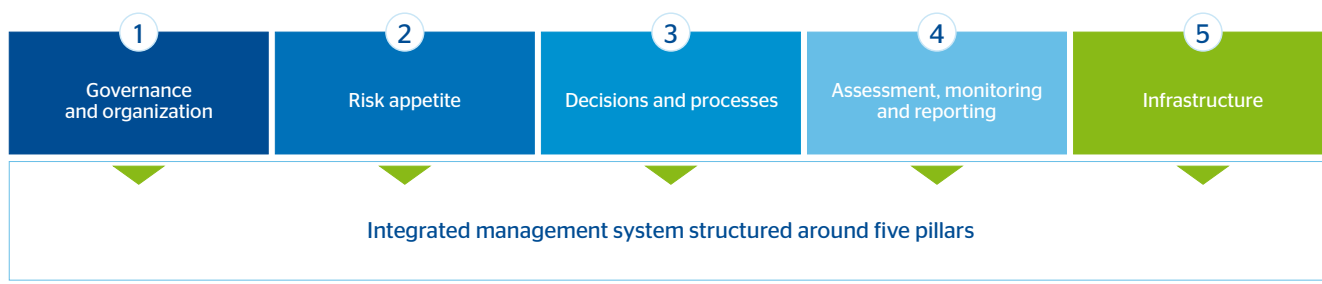 1
Governance
and organization
2
Risk appetite
3
Decisions and processes
4
Assessment, monitoring
and reporting
5
Infrastructure
Integrated management system structured around five pillars